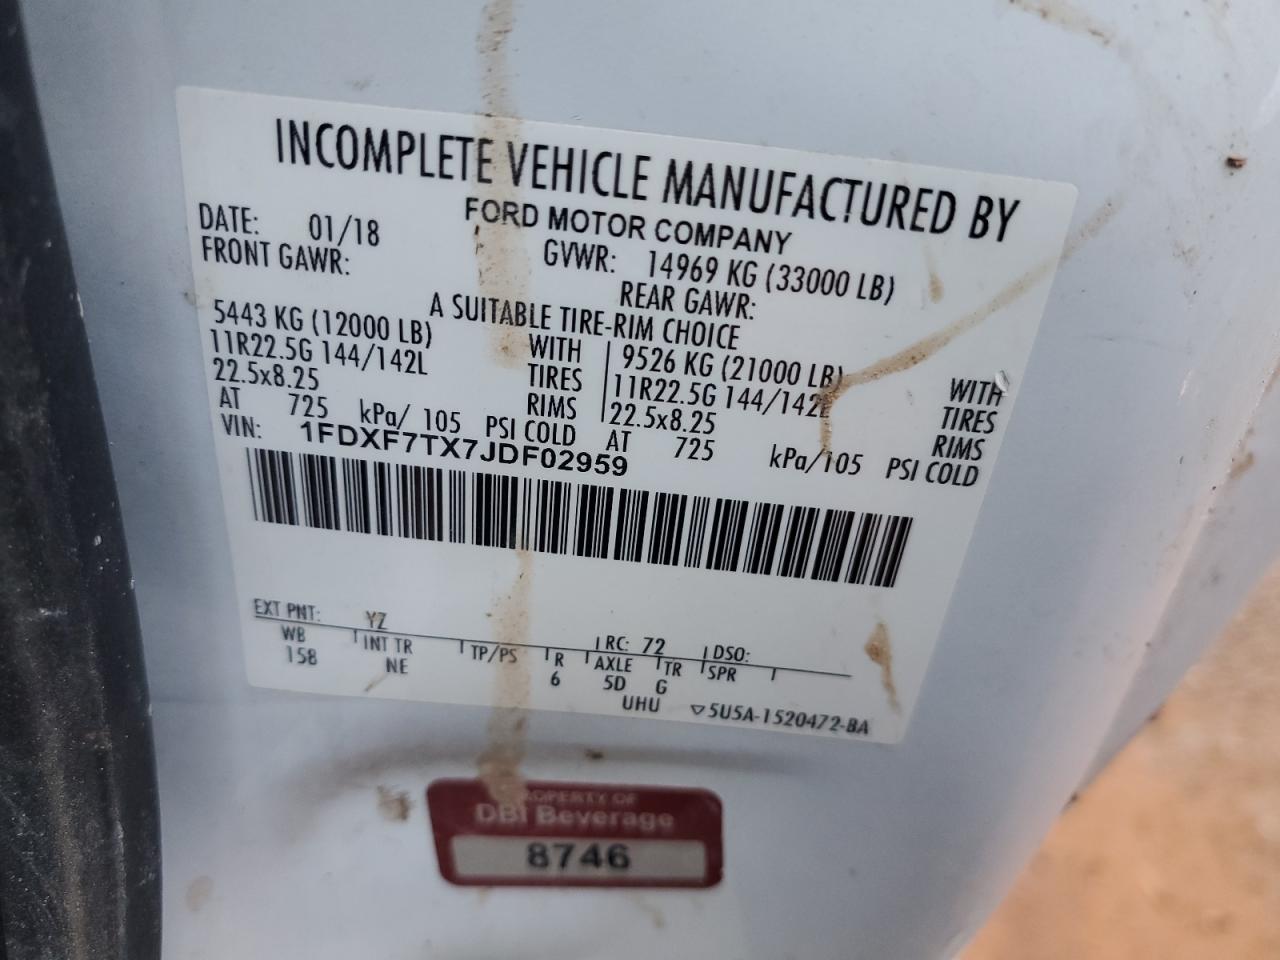 INCOMPLETE VEHICLE MANUFACTURED BY
FORD MOTOR COMPANY
DATE: 01/18 GVWR: 14969 KG (33000 LB)
FRONT GAWR: REAR GAWR:
A SUITABLE TIRE-RIM CHOICE
5443 KG (12000 LB) WITH 9526 KG (21000 LB) WITH
11R22.5G 144/142L TIRES 11R22.5G 144/142L TIRES
22.5x8.25 RIMS 22.5x8.25 RIMS
AT 725 kPa/ 105 PSI COLD AT 725 kPa/105 PSI COLD
VIN: 1FDXF7TX7JDF02959
EXT PNT: YZ RC: 72 DSO:
WB INT TR TP/PS R AXLE TR SPR
158 NE 6 5D G
UHU 5U5A-1520472-BA
PROPERTY OF
DBI Beverage
8746